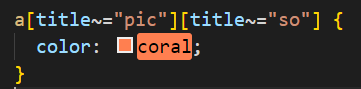 a[title~="pic"][title~="so"] {
  color: coral;
}